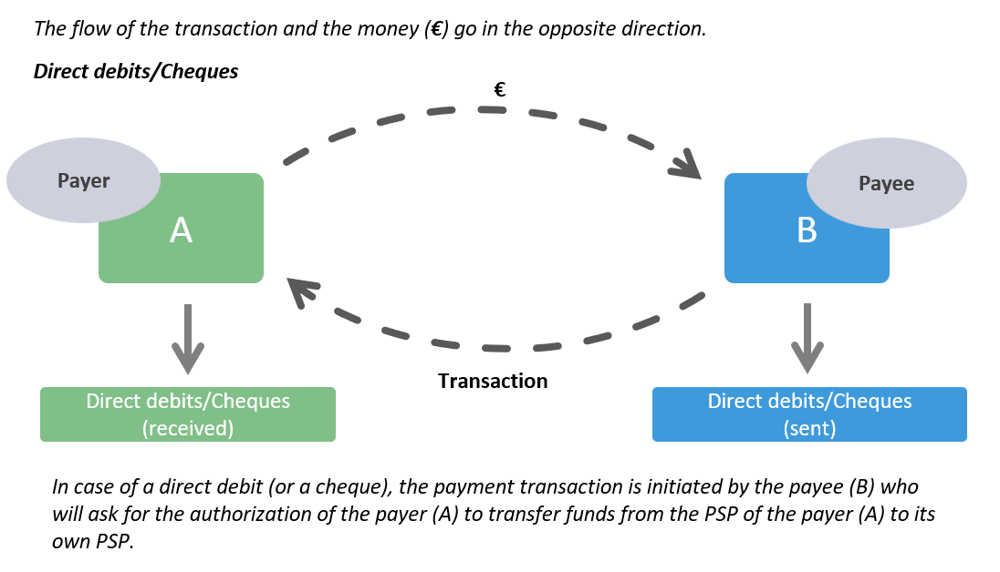 The flow of the transaction and the money (€) go in the opposite direction.
Direct debits/Cheques
€
Payer
Payee
A
B
Transaction
Direct debits/Cheques
(received)
Direct debits/Cheques
(sent)
In case of a direct debit (or a cheque), the payment transaction is initiated by the payee (B) who
will ask for the authorization of the payer (A) to transfer funds from the PSP of the payer (A) to its
own PSP.